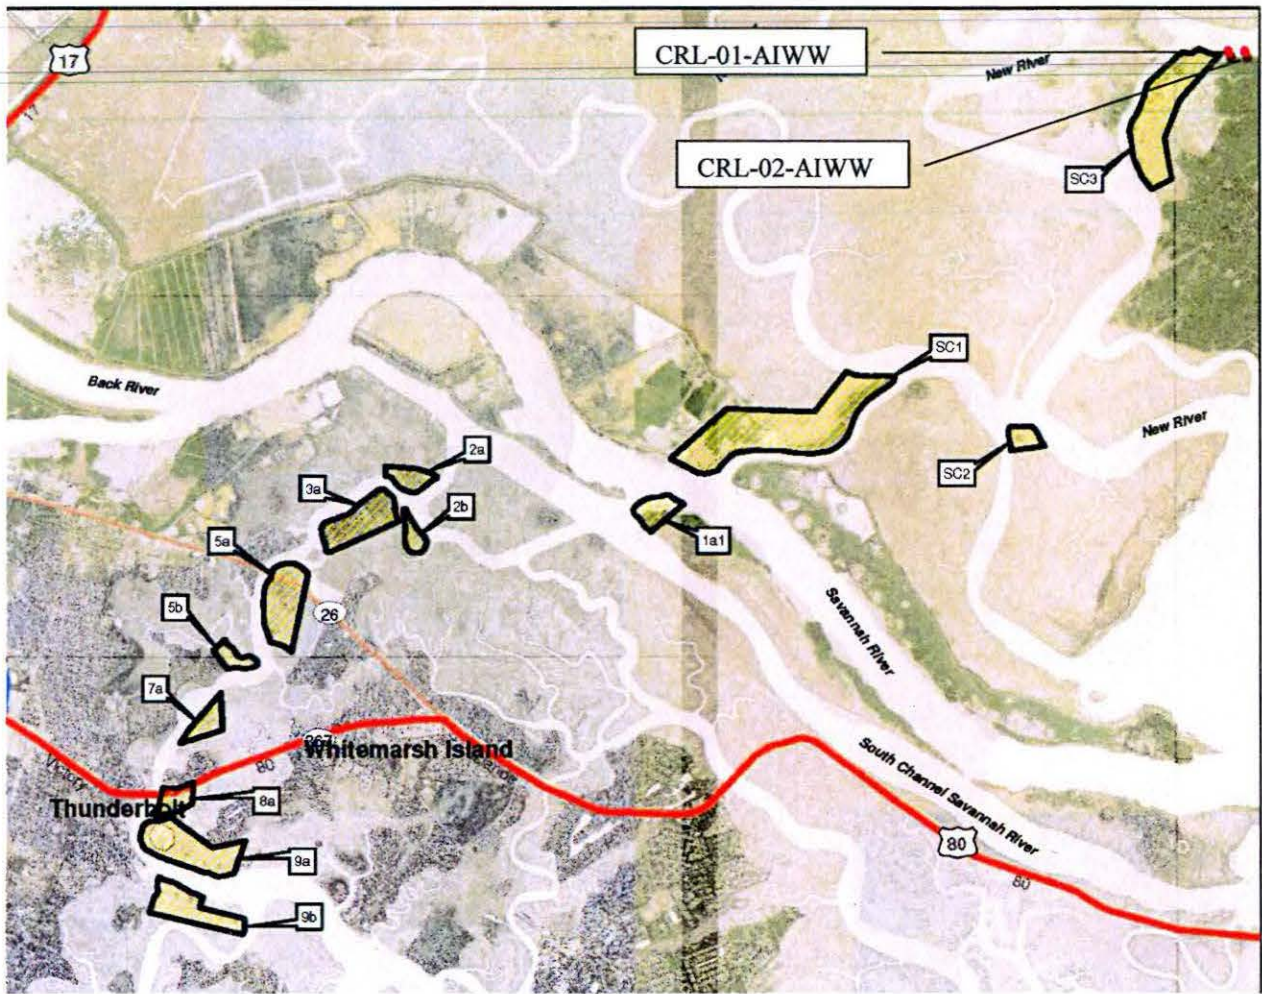 17
17
CRL-01-AIWW
New River
CRL-02-AIWW
SC3
SC1
Back River
New River
SC2
2a
3a
2b
1a1
5a
26
5b
Savannah River
7a
Whitemarsh Island
80
Victory
Thunderbolt
8a
South Channel Savannah River
80
80
9a
9b